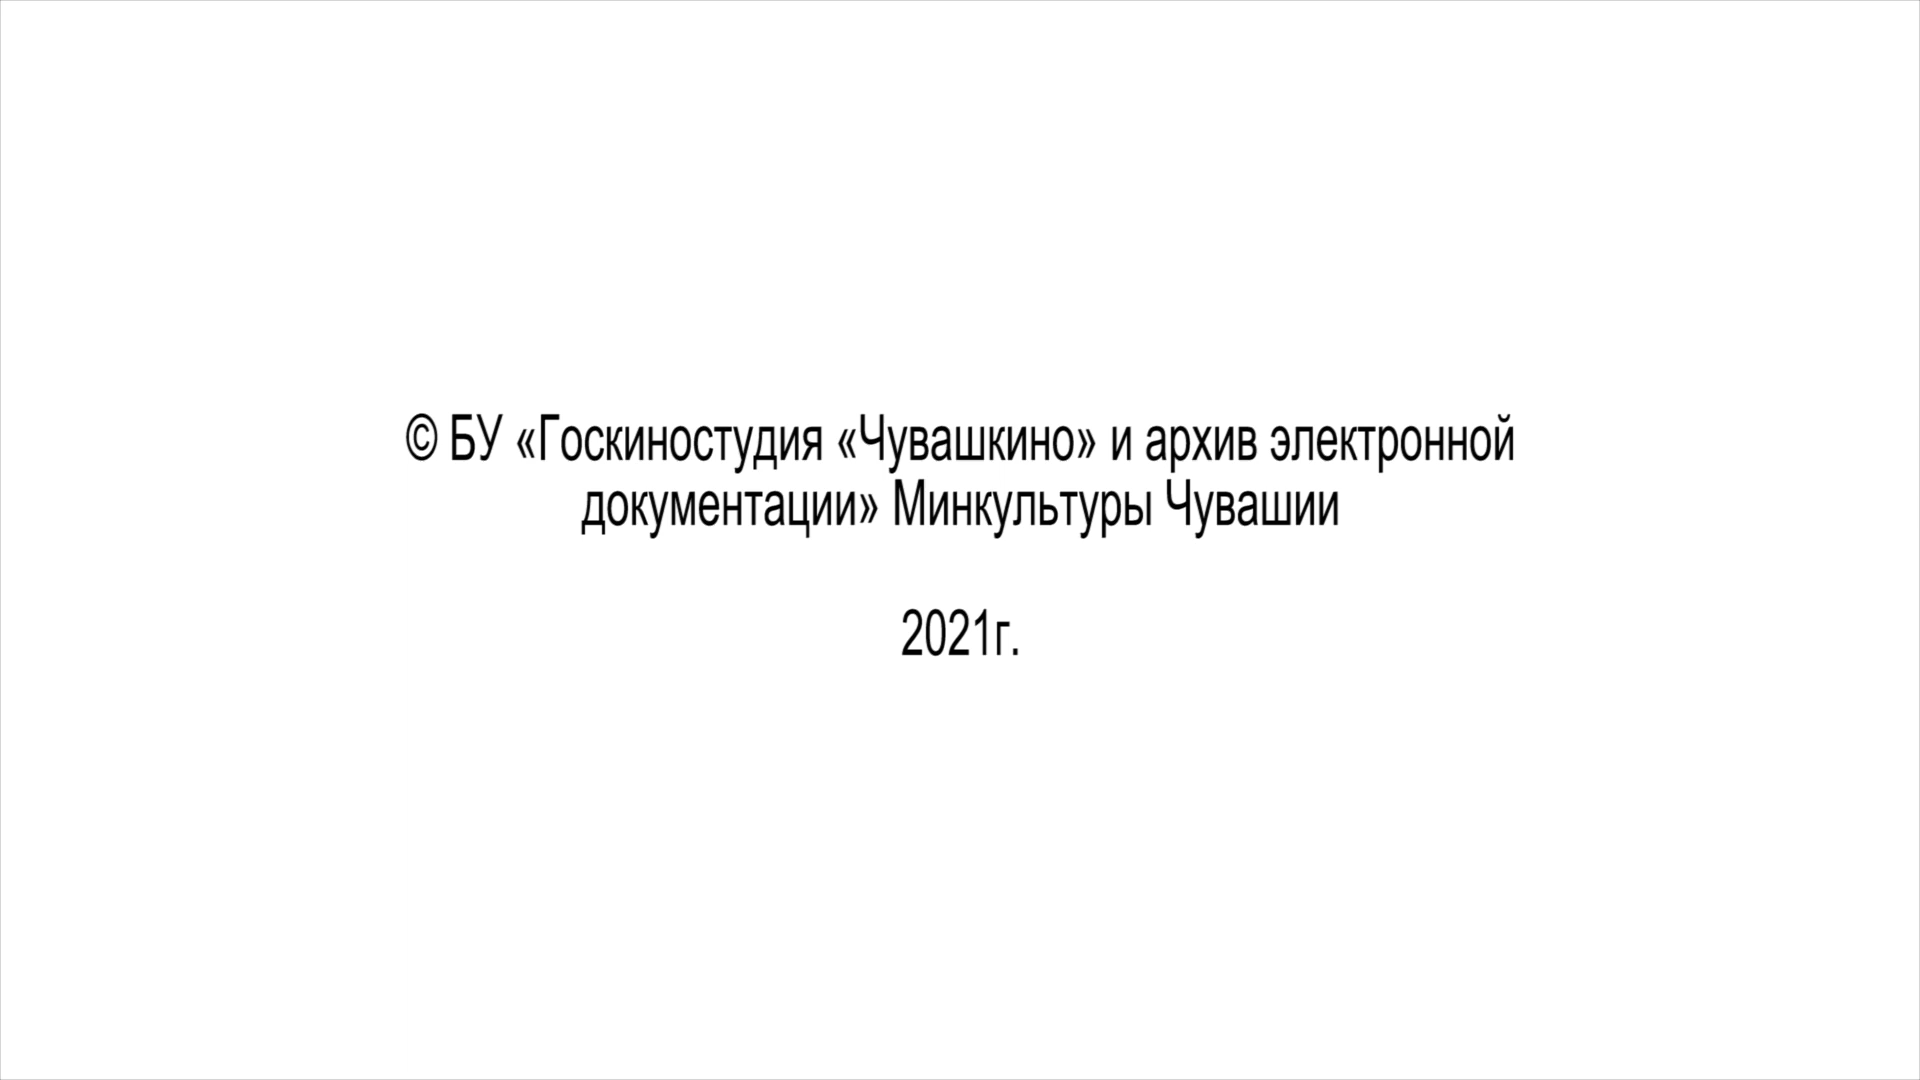 © БУ «Госкиностудия «Чувашкино» и архив электронной
документации» Минкультуры Чувашии
2021г.